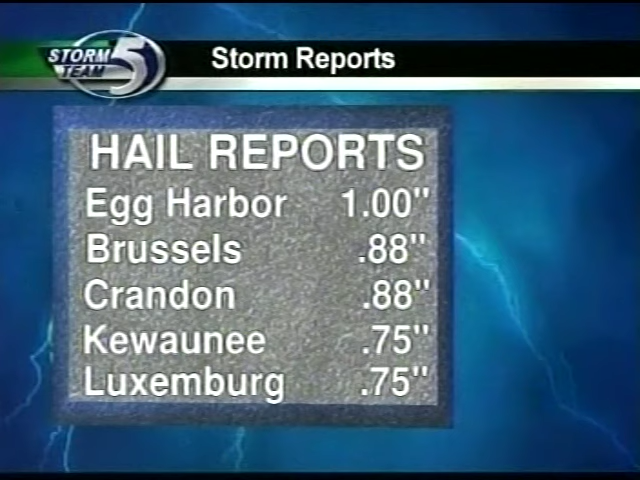 STORM TEAM 5
Storm Reports
HAIL REPORTS
Egg Harbor 1.00"
Brussels .88"
Crandon .88"
Kewaunee .75"
Luxemburg .75"